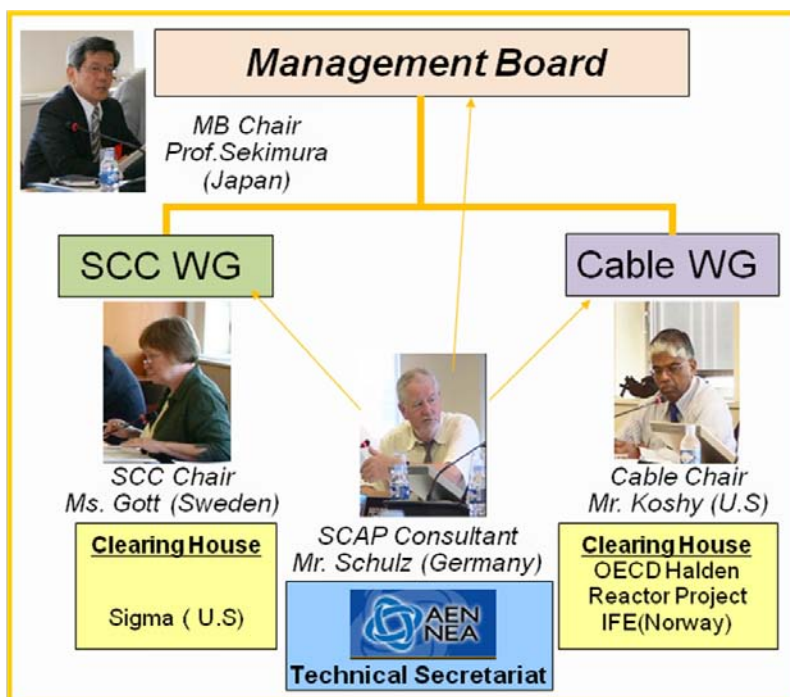 Management Board
MB Chair
Prof.Sekimura
(Japan)
SCC WG
Cable WG
SCC Chair
Ms. Gott (Sweden)
SCAP Consultant
Mr. Schulz (Germany)
Cable Chair
Mr. Koshy (U.S)
Clearing House
Sigma ( U.S)
AEN
NEA
Technical Secretariat
Clearing House
OECD Halden
Reactor Project
IFE(Norway)